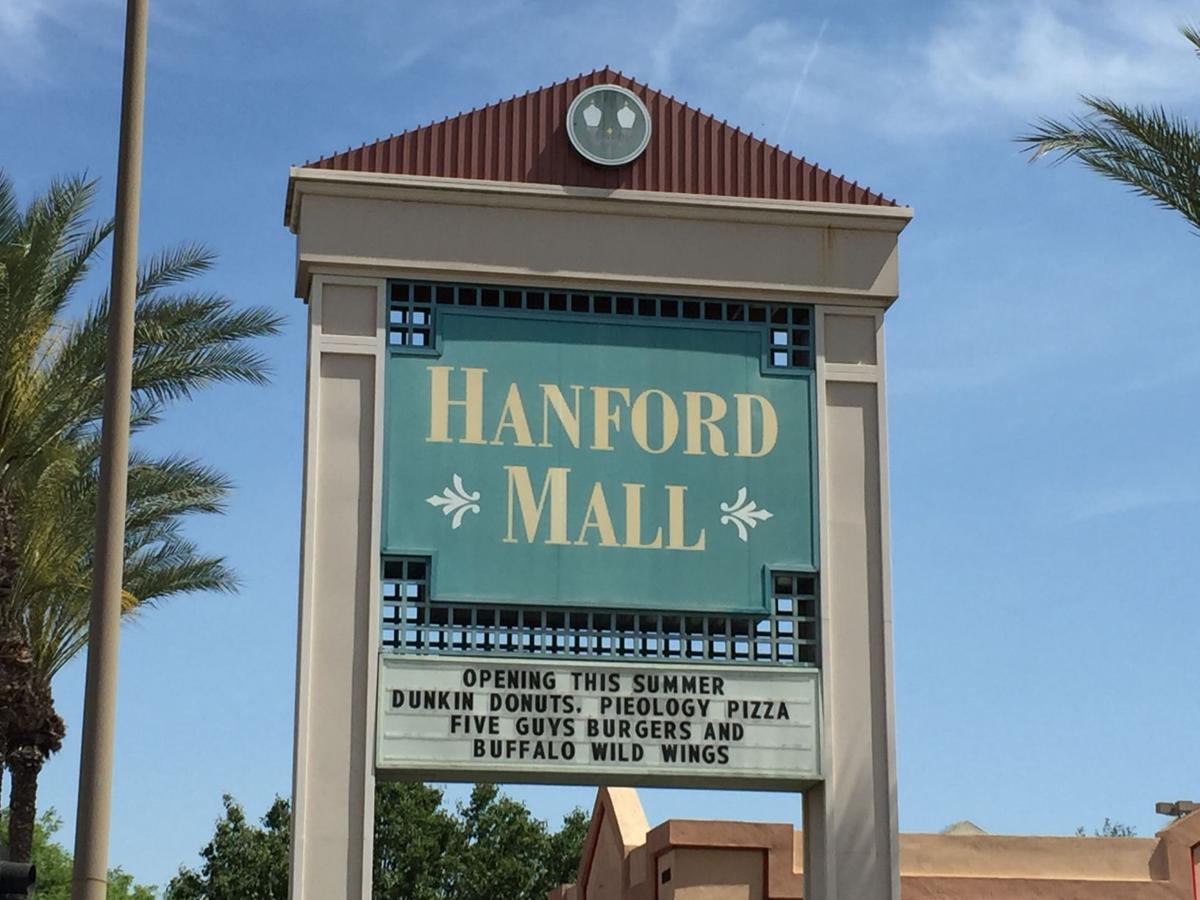 HANFORD
MALL
OPENING THIS SUMMER
DUNKIN DONUTS. PIEOLOGY PIZZA
FIVE GUYS BURGERS AND
BUFFALO WILD WINGS